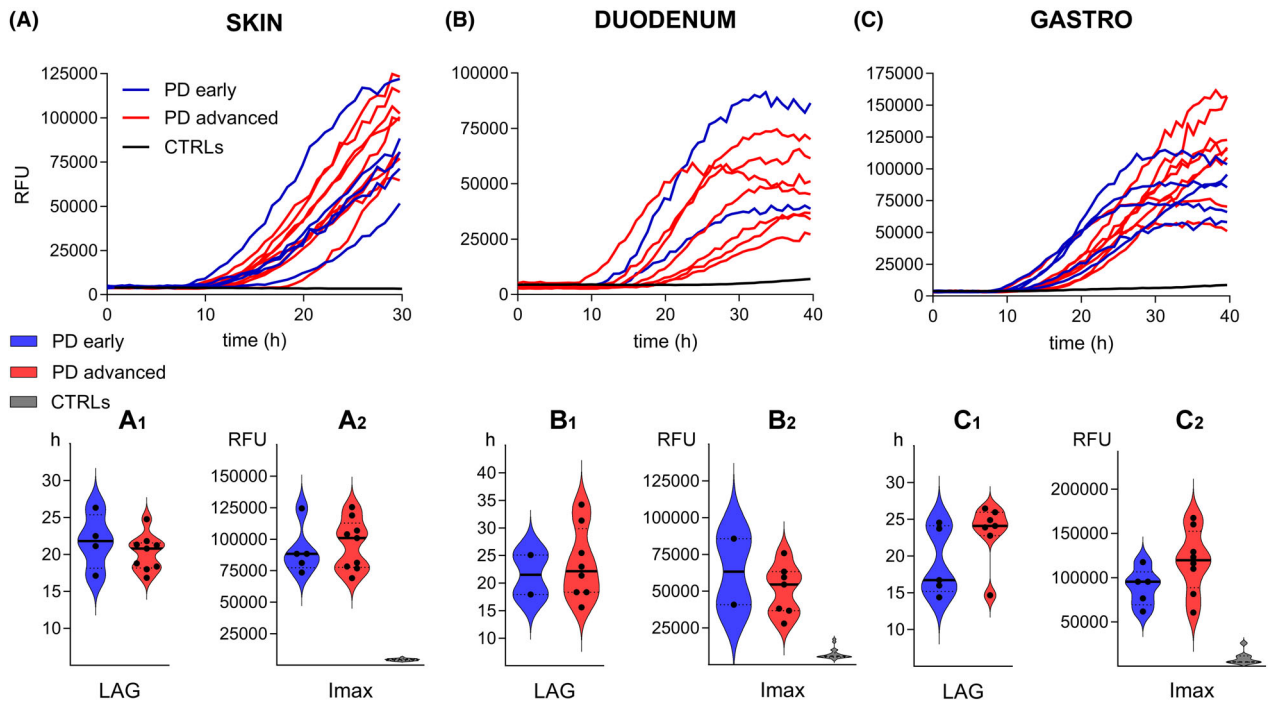 (A) SKIN (B) DUODENUM (C) GASTRO
RFU
125000
100000
75000
50000
25000
0
PD early
PD advanced
CTRLs
0 10 20 30
time (h)
100000
75000
50000
25000
0
0 10 20 30 40
time (h)
175000
150000
125000
100000
75000
50000
25000
0
0 10 20 30 40
time (h)
PD early
PD advanced
CTRLs
A1
h
30
25
20
15
10
LAG
A2
RFU
150000
125000
100000
75000
50000
25000
Imax
B1
h
40
35
30
25
20
15
10
LAG
B2
RFU
100000
75000
50000
25000
Imax
C1
h
30
25
20
15
10
LAG
C2
RFU
200000
150000
100000
50000
Imax